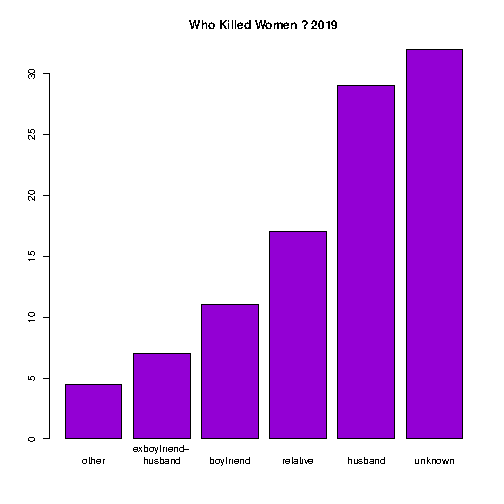 Who Killed Women ? 2019
30
25
20
15
10
5
0
other
exboyfriend-
husband
boyfriend
relative
husband
unknown